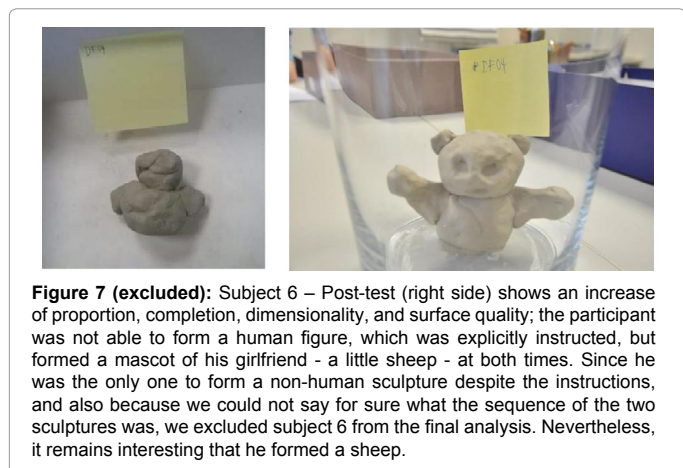 DF14
# DF04
Figure 7 (excluded): Subject 6 – Post-test (right side) shows an increase
of proportion, completion, dimensionality, and surface quality; the participant
was not able to form a human figure, which was explicitly instructed, but
formed a mascot of his girlfriend - a little sheep - at both times. Since he
was the only one to form a non-human sculpture despite the instructions,
and also because we could not say for sure what the sequence of the two
sculptures was, we excluded subject 6 from the final analysis. Nevertheless,
it remains interesting that he formed a sheep.